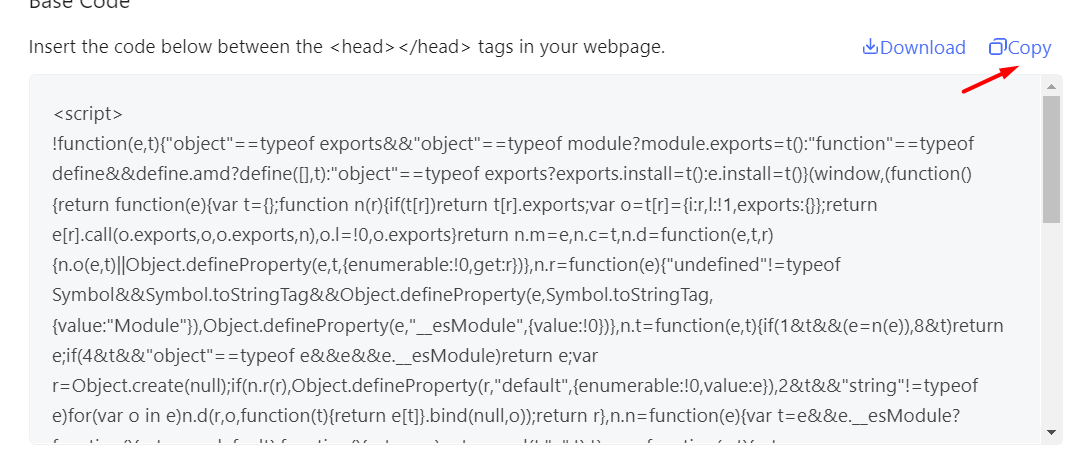 Base Code
Insert the code below between the <head></head> tags in your webpage.
Download
Copy
<script>
!function(e,t){"object"==typeof exports&&"object"==typeof module?module.exports=t():"function"==typeof
define&&define.amd?define([],t):"object"==typeof exports?exports.install=t():e.install=t()}(window,(function()
{return function(e){var t={};function n(r){if(t[r])return t[r].exports;var o=t[r]={i:r,l:!1,exports:{}};return
e[r].call(o.exports,o,o.exports,n),o.l=!0,o.exports}return n.m=e,n.c=t,n.d=function(e,t,r)
{n.o(e,t)||Object.defineProperty(e,t,{enumerable:!0,get:r})},n.r=function(e){"undefined"!=typeof
Symbol&&Symbol.toStringTag&&Object.defineProperty(e,Symbol.toStringTag,
{value:"Module"}),Object.defineProperty(e,"__esModule",{value:!0})},n.t=function(e,t){if(1&t&&(e=n(e)),8&t)return
e;if(4&t&&"object"==typeof e&&e&&e.__esModule)return e;var
r=Object.create(null);if(n.r(r),Object.defineProperty(r,"default",{enumerable:!0,value:e}),2&t&&"string"!=typeof
e)for(var o in e)n.d(r,o,function(t){return e[t]}.bind(null,o));return r},n.n=function(e){var t=e&&e.__esModule?